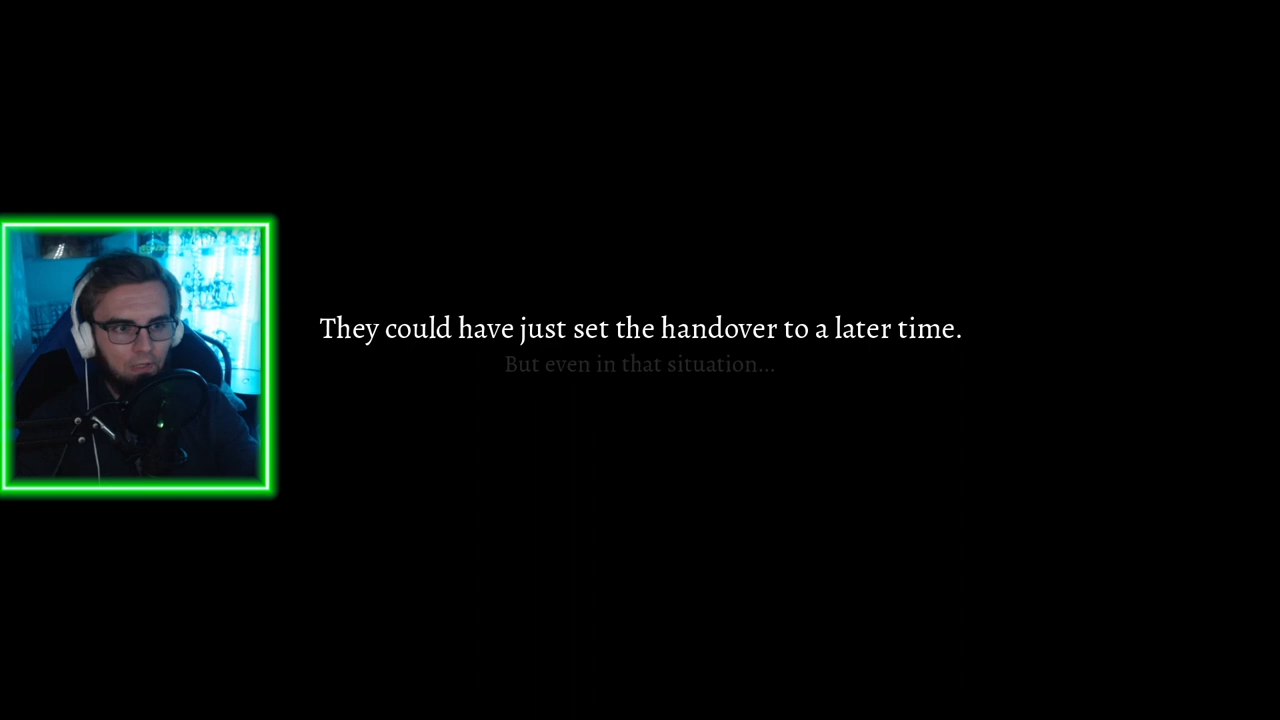 They could have just set the handover to a later time.
But even in that situation...